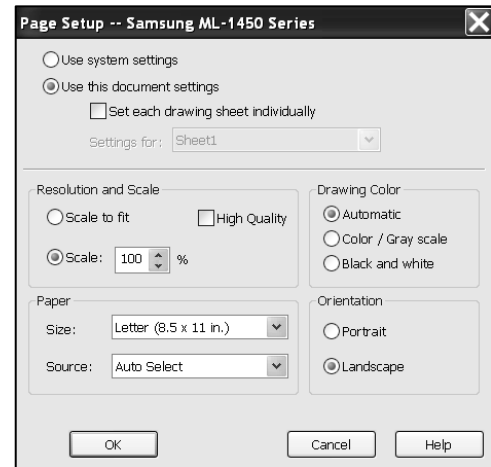 Page Setup -- Samsung ML-1450 Series
Use system settings
Use this document settings
Set each drawing sheet individually
Settings for: Sheet1
Resolution and Scale
Scale to fit
High Quality
Scale: 100 %
Drawing Color
Automatic
Color / Gray scale
Black and white
Paper
Size: Letter (8.5 x 11 in.)
Source: Auto Select
Orientation
Portrait
Landscape
OK
Cancel
Help